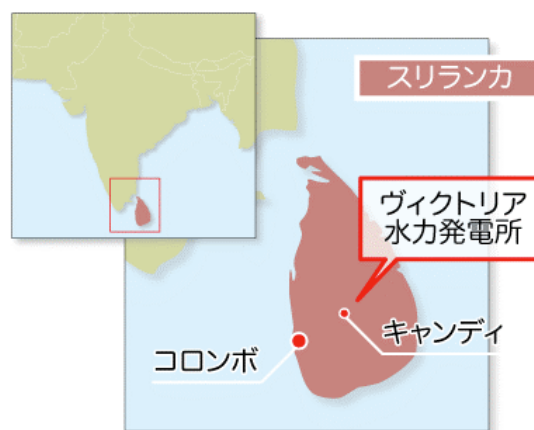 スリランカ
ヴィクトリア
水力発電所
キャンディ
コロンボ